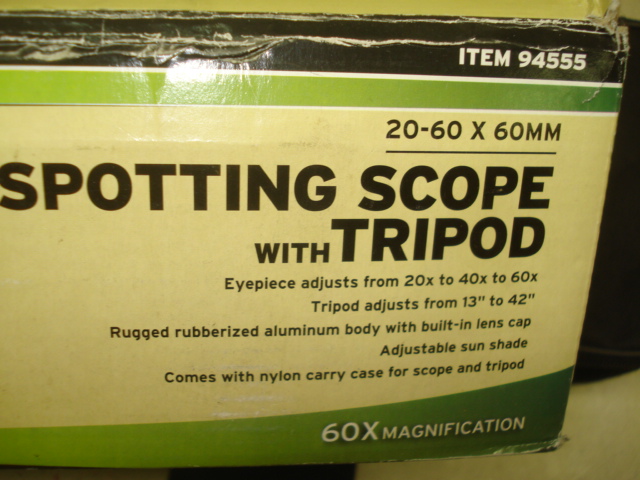 ITEM 94555
20-60 X 60MM
SPOTTING SCOPE
WITH TRIPOD
Eyepiece adjusts from 20x to 40x to 60x
Tripod adjusts from 13" to 42"
Rugged rubberized aluminum body with built-in lens cap
Adjustable sun shade
Comes with nylon carry case for scope and tripod
60X MAGNIFICATION